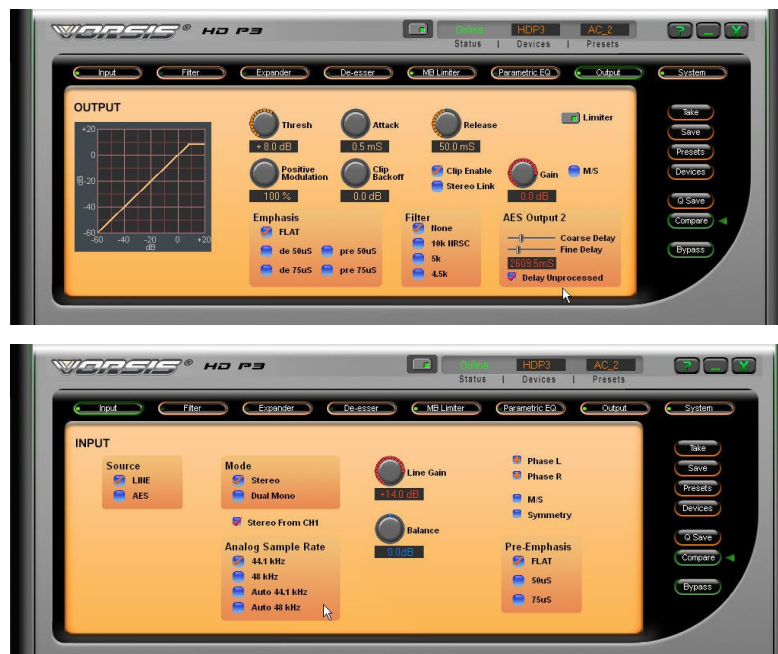 VORSIS® HD P3
Online HDP3 AC_2 ? _ X
Status | Devices | Presets
Input Filter Expander De-esser MB Limiter Parametric EQ Output System
OUTPUT
+20
0
-20
-40
-60
dB
-60 -40 -20 0 +20
dB
Thresh
+ 8.0 dB
Attack
0.5 mS
Release
50.0 mS
Limiter
Positive
Modulation
100 %
Clip
Backoff
0.0 dB
Clip Enable
Stereo Link
Gain
0.0 dB
M/S
Emphasis
FLAT
de 50uS pre 50uS
de 75uS pre 75uS
Filter
None
10k NRSC
5k
4.5k
AES Output 2
Coarse Delay
Fine Delay
2609.5mS
Delay Unprocessed
Take
Save
Presets
Devices
Q Save
Compare
Bypass
VORSIS® HD P3
Online HDP3 AC_2 ? _ X
Status | Devices | Presets
Input Filter Expander De-esser MB Limiter Parametric EQ Output System
INPUT
Source
LINE
AES
Mode
Stereo
Dual Mono
Stereo From CH1
Analog Sample Rate
44.1 kHz
48 kHz
Auto 44.1 kHz
Auto 48 kHz
Line Gain
+14.0 dB
Balance
0.0dB
Phase L
Phase R
M/S
Symmetry
Pre-Emphasis
FLAT
50uS
75uS
Take
Save
Presets
Devices
Q Save
Compare
Bypass